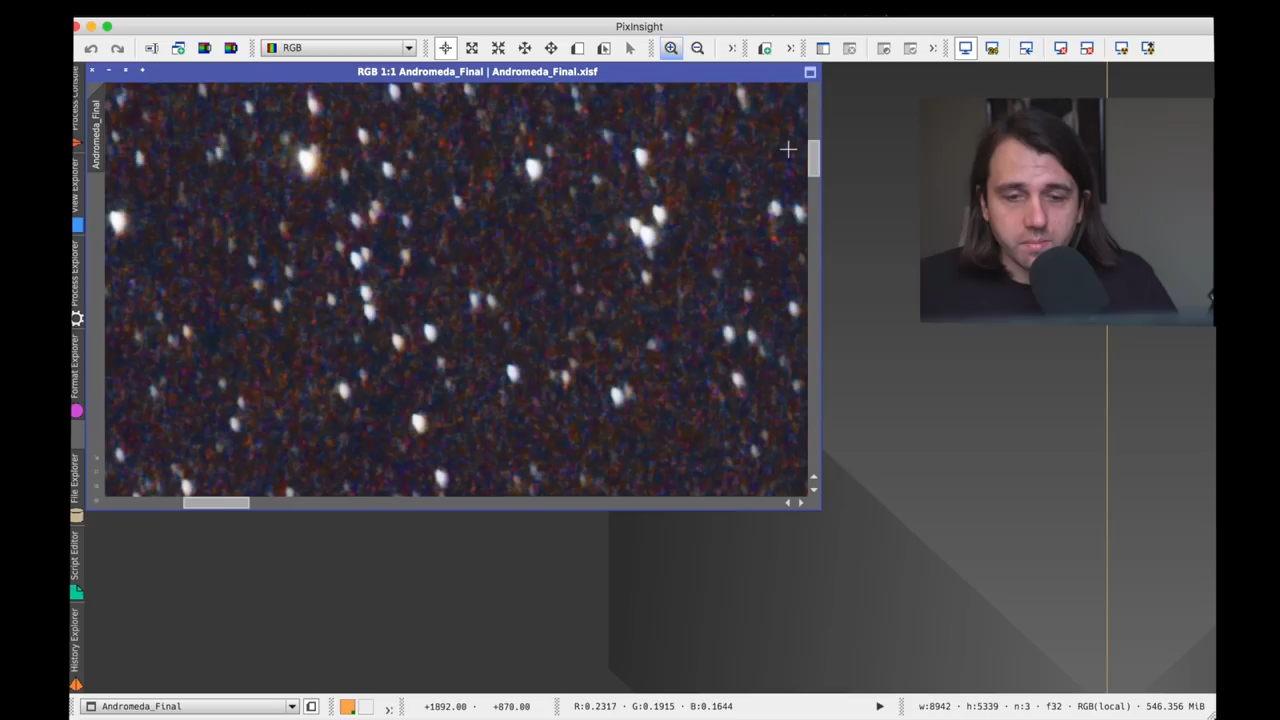 PixInsight
RGB
RGB 1:1 Andromeda_Final | Andromeda_Final.xisf
Andromeda_Final
Process Console
View Explorer
Process Explorer
Format Explorer
File Explorer
Script Editor
History Explorer
Andromeda_Final
+1892.00 · +870.00
R:0.2317 · G:0.1915 · B:0.1644
w:8942 · h:5339 · n:3 · f32 · RGB(local) · 546.356 MiB